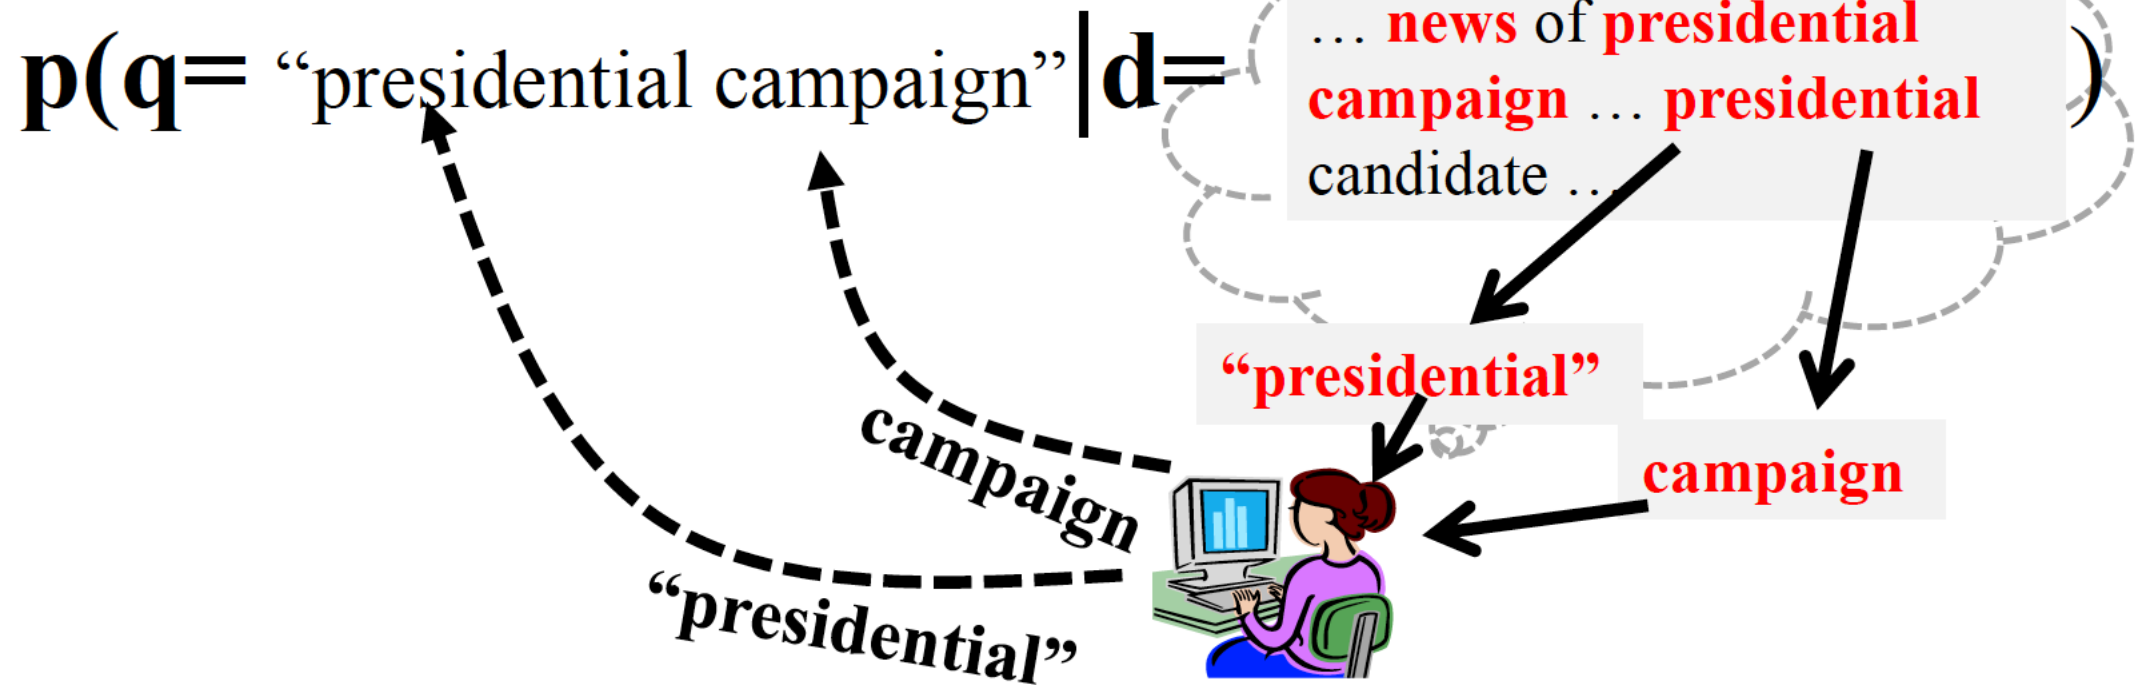 p(q= “presidential campaign” | d=
… news of presidential
campaign … presidential
candidate …
)
“presidential”
campaign
campaign
“presidential”